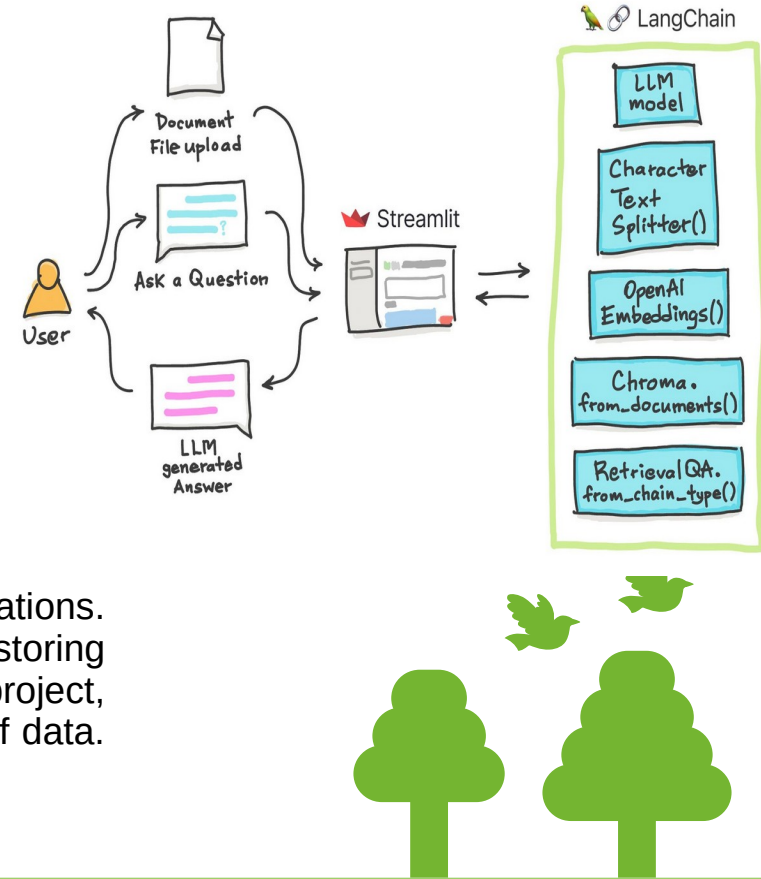 LangChain
LLM
model
Character
Text
Splitter()
OpenAI
Embeddings()
Chroma.
from_documents()
RetrievalQA.
from_chain_type()
Document
File upload
?
Ask a Question
User
Streamlit
LLM
generated
Answer
ations.
storing
project,
f data.